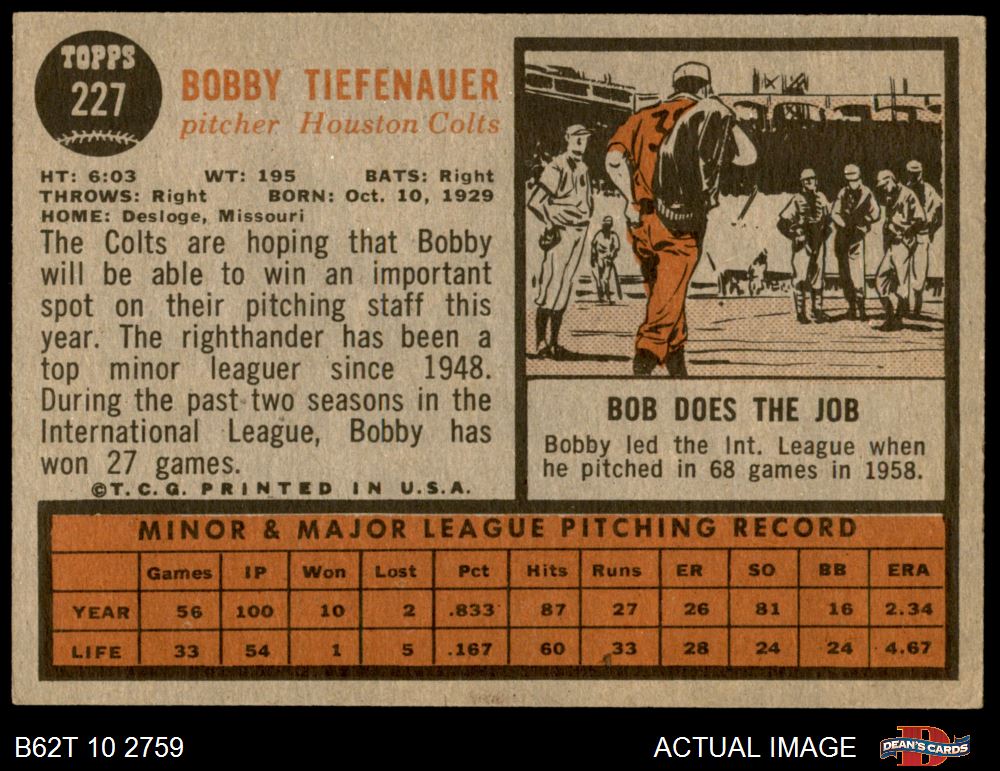 TOPPS
227
BOBBY TIEFENAUER
pitcher Houston Colts
HT: 6:03 WT: 195 BATS: Right
THROWS: Right BORN: Oct. 10, 1929
HOME: Desloge, Missouri
The Colts are hoping that Bobby
will be able to win an important
spot on their pitching staff this
year. The righthander has been a
top minor leaguer since 1948.
During the past two seasons in the
International League, Bobby has
won 27 games.
©T.C.G. PRINTED IN U.S.A.
BOB DOES THE JOB
Bobby led the Int. League when
he pitched in 68 games in 1958.
MINOR & MAJOR LEAGUE PITCHING RECORD
Games IP Won Lost Pct Hits Runs ER SO BB ERA
YEAR 56 100 10 2 .833 87 27 26 81 16 2.34
LIFE 33 54 1 5 .167 60 33 28 24 24 4.67
B62T 10 2759
ACTUAL IMAGE
DEAN'S CARDS